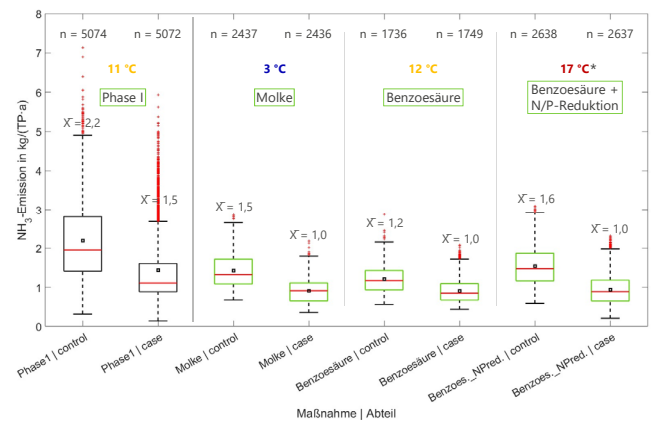 n = 5074
n = 5072
n = 2437
n = 2436
n = 1736
n = 1749
n = 2638
n = 2637
11 °C
3 °C
12 °C
17 °C*
Phase I
Molke
Benzoesäure
Benzoesäure +
N/P-Reduktion
X̄ = 2,2
X̄ = 1,5
X̄ = 1,5
X̄ = 1,0
X̄ = 1,2
X̄ = 1,0
X̄ = 1,6
X̄ = 1,0
NH₃-Emission in kg/(TP·a)
8
7
6
5
4
3
2
1
0
Phase1 | control
Phase1 | case
Molke | control
Molke | case
Benzoesäure | control
Benzoesäure | case
Benzoes._NPred. | control
Benzoes._NPred. | case
Maßnahme | Abteil